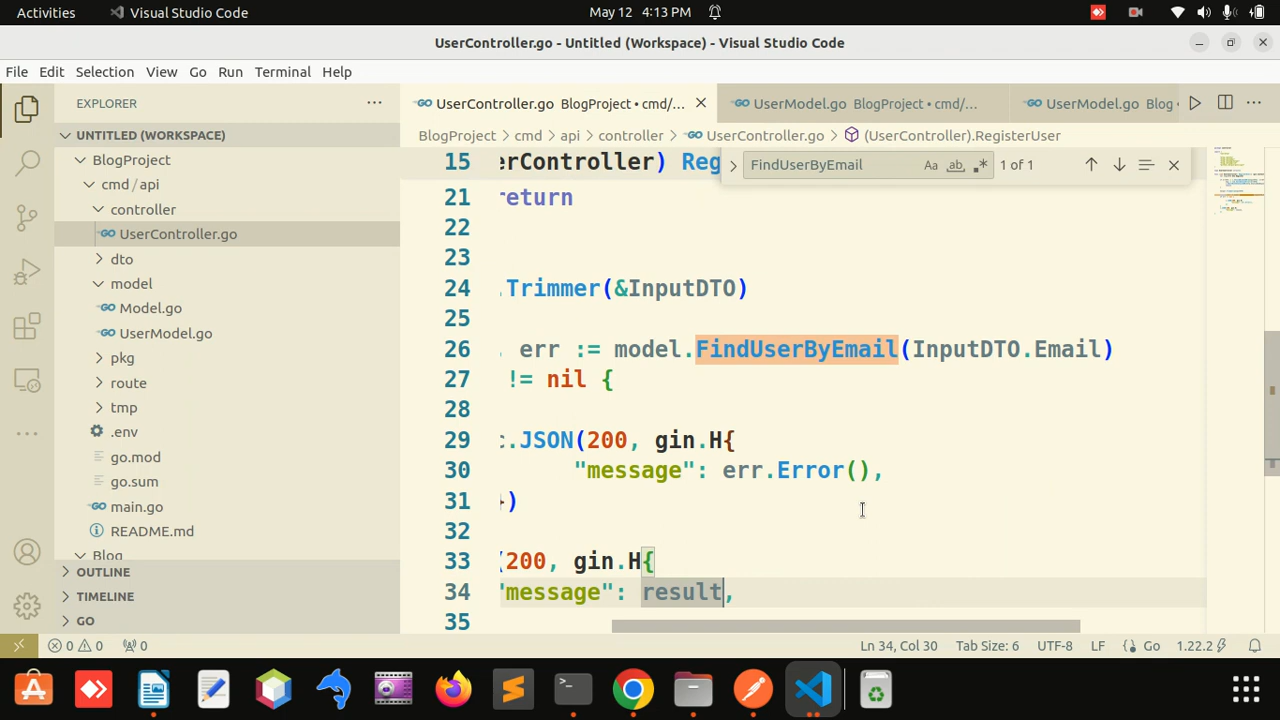 Activities Visual Studio Code May 12 4:13 PM
UserController.go - Untitled (Workspace) - Visual Studio Code
File Edit Selection View Go Run Terminal Help
EXPLORER
UserController.go BlogProject • cmd/... UserModel.go BlogProject • cmd/... UserModel.go Blog
UNTITLED (WORKSPACE)
BlogProject > cmd > api > controller > UserController.go > (UserController).RegisterUser
FindUserByEmail Aa ab 1 of 1
BlogProject
cmd / api
controller
UserController.go
dto
model
Model.go
UserModel.go
pkg
route
tmp
.env
go.mod
go.sum
main.go
README.md
Blog
OUTLINE
TIMELINE
GO
15 erController) Reg
21 return
22
23
24 .Trimmer(&InputDTO)
25
26 , err := model.FindUserByEmail(InputDTO.Email)
27 != nil {
28
29 c.JSON(200, gin.H{
30 "message": err.Error(),
31 })
32
33 (200, gin.H{
34 "message": result,
35
0 0 0 Ln 34, Col 30 Tab Size: 6 UTF-8 LF Go 1.22.2